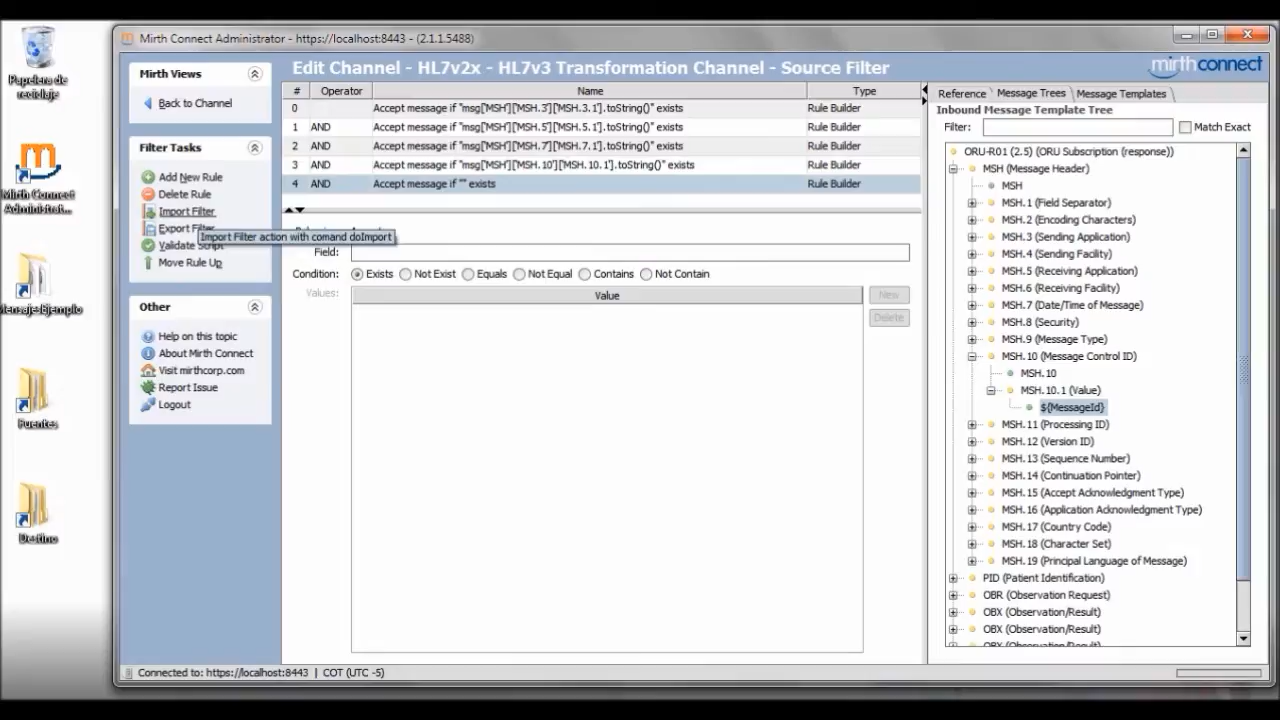 Papelera de
reciclaje
Mirth Connect
Administrat...
MensajesEjemplo
Fuentes
Destino
Mirth Connect Administrator - https://localhost:8443 - (2.1.1.5488)
Mirth Views
Back to Channel
Filter Tasks
Add New Rule
Delete Rule
Import Filter
Export Filter
Validate Script
Move Rule Up
Import Filter action with comand doImport
Other
Help on this topic
About Mirth Connect
Visit mirthcorp.com
Report Issue
Logout
Edit Channel - HL7v2x - HL7v3 Transformation Channel - Source Filter
mirthconnect
# Operator Name Type
0 Accept message if "msg['MSH']['MSH.3']['MSH.3.1'].toString()" exists Rule Builder
1 AND Accept message if "msg['MSH']['MSH.5']['MSH.5.1'].toString()" exists Rule Builder
2 AND Accept message if "msg['MSH']['MSH.7']['MSH.7.1'].toString()" exists Rule Builder
3 AND Accept message if "msg['MSH']['MSH.10']['MSH.10.1'].toString()" exists Rule Builder
4 AND Accept message if "" exists Rule Builder
Field:
Condition: Exists Not Exist Equals Not Equal Contains Not Contain
Values: Value New
Delete
Reference Message Trees Message Templates
Inbound Message Template Tree
Filter: Match Exact
ORU-R01 (2.5) (ORU Subscription (response))
MSH (Message Header)
MSH
MSH.1 (Field Separator)
MSH.2 (Encoding Characters)
MSH.3 (Sending Application)
MSH.4 (Sending Facility)
MSH.5 (Receiving Application)
MSH.6 (Receiving Facility)
MSH.7 (Date/Time of Message)
MSH.8 (Security)
MSH.9 (Message Type)
MSH.10 (Message Control ID)
MSH.10
MSH.10.1 (Value)
${MessageId}
MSH.11 (Processing ID)
MSH.12 (Version ID)
MSH.13 (Sequence Number)
MSH.14 (Continuation Pointer)
MSH.15 (Accept Acknowledgment Type)
MSH.16 (Application Acknowledgment Type)
MSH.17 (Country Code)
MSH.18 (Character Set)
MSH.19 (Principal Language of Message)
PID (Patient Identification)
OBR (Observation Request)
OBX (Observation/Result)
OBX (Observation/Result)
OBX (Observation/Result)
Connected to: https://localhost:8443 | COT (UTC -5)